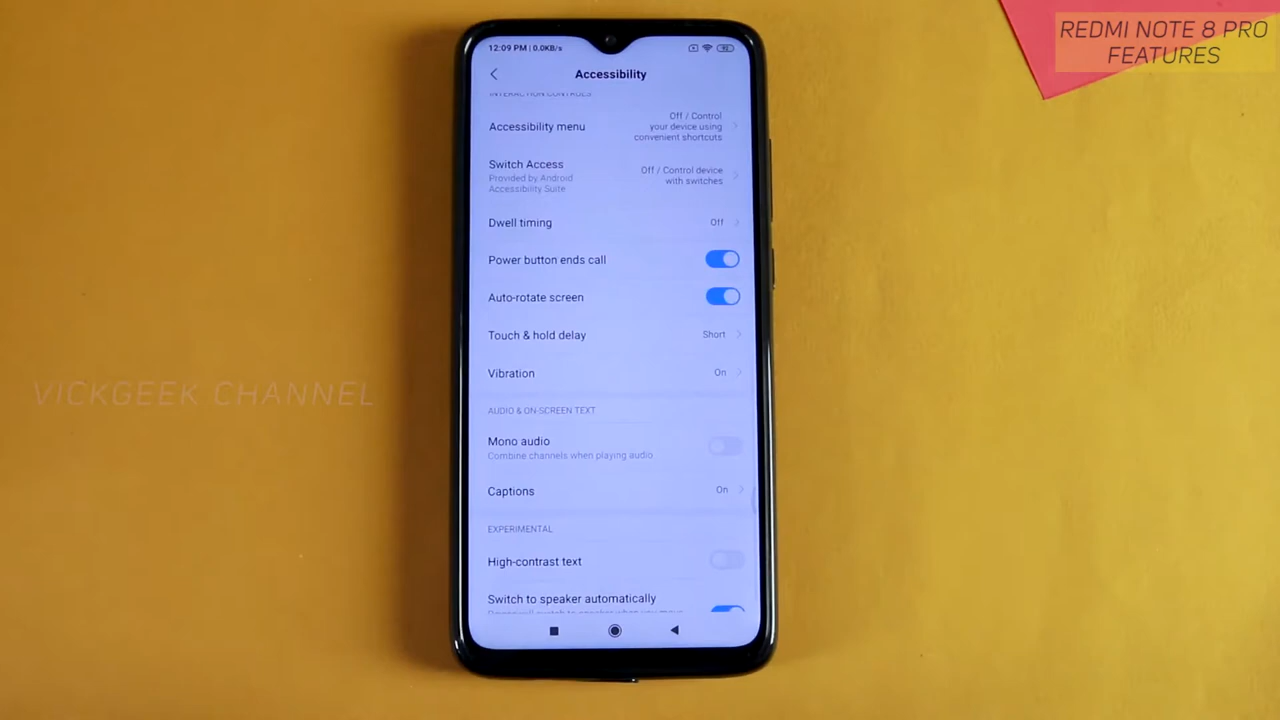 REDMI NOTE 8 PRO
FEATURES
12:09 PM | 0.0KB/s
Accessibility
INTERACTION CONTROLS
Accessibility menu
Off / Control
your device using
convenient shortcuts
Switch Access
Provided by Android
Accessibility Suite
Off / Control device
with switches
Dwell timing
Off
Power button ends call
Auto-rotate screen
Touch & hold delay
Short
Vibration
On
VICKGEEK CHANNEL
AUDIO & ON-SCREEN TEXT
Mono audio
Combine channels when playing audio
Captions
On
EXPERIMENTAL
High-contrast text
Switch to speaker automatically